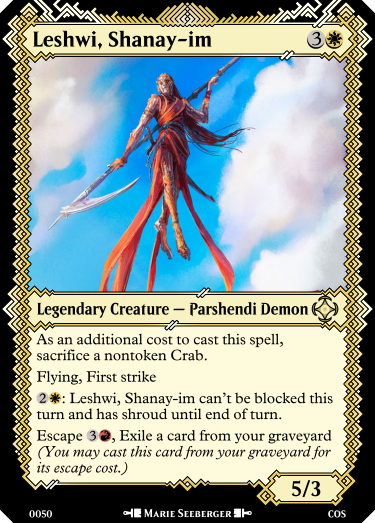 Leshwi, Shanay-im 3
Legendary Creature — Parshendi Demon
As an additional cost to cast this spell,
sacrifice a nontoken Crab.
Flying, First strike
2: Leshwi, Shanay-im can't be blocked this
turn and has shroud until end of turn.
Escape 3, Exile a card from your graveyard
(You may cast this card from your graveyard for
its escape cost.)
5/3
0050 Marie Seeberger COS